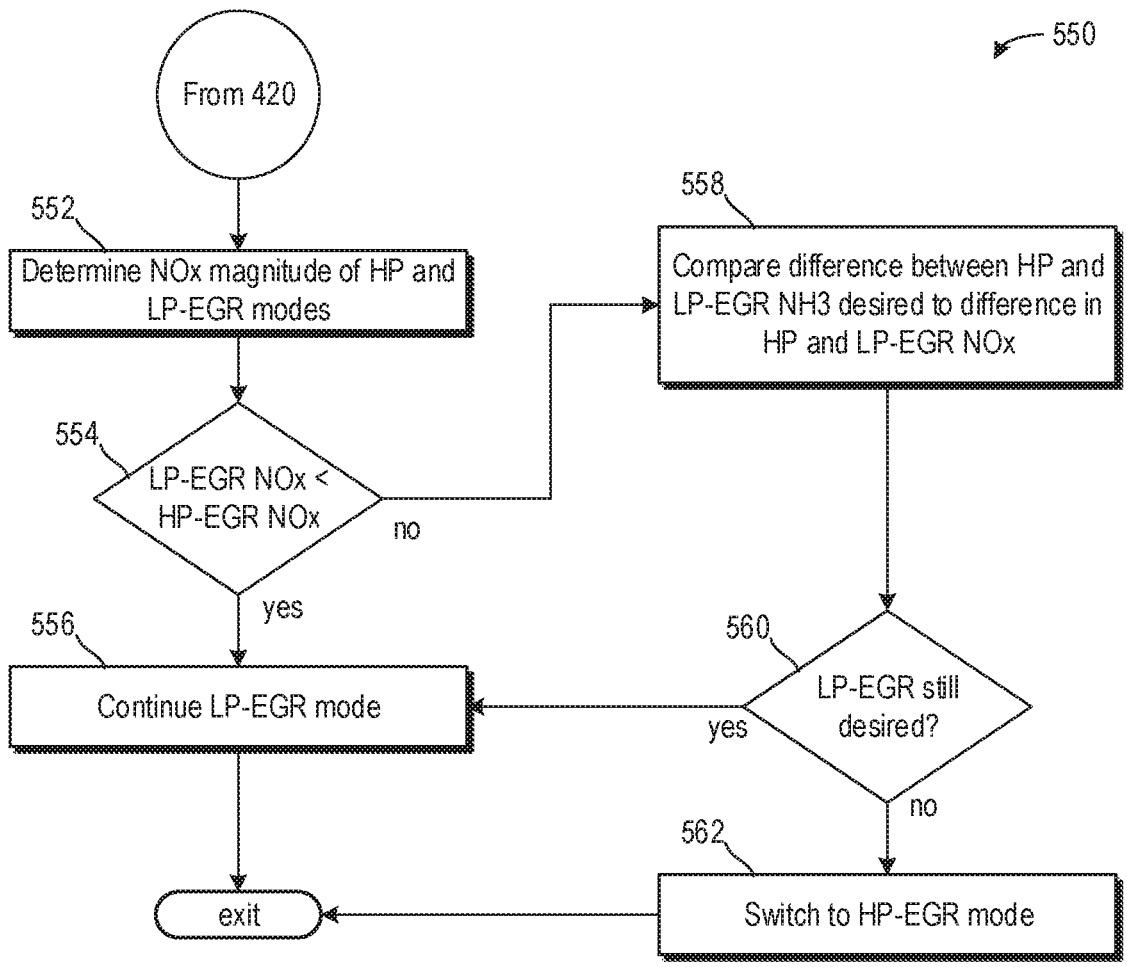 550
From 420
552
Determine NOx magnitude of HP and
LP-EGR modes
554
LP-EGR NOx <
HP-EGR NOx
no
yes
556
Continue LP-EGR mode
exit
558
Compare difference between HP and
LP-EGR NH3 desired to difference in
HP and LP-EGR NOx
560
LP-EGR still
desired?
yes
no
562
Switch to HP-EGR mode